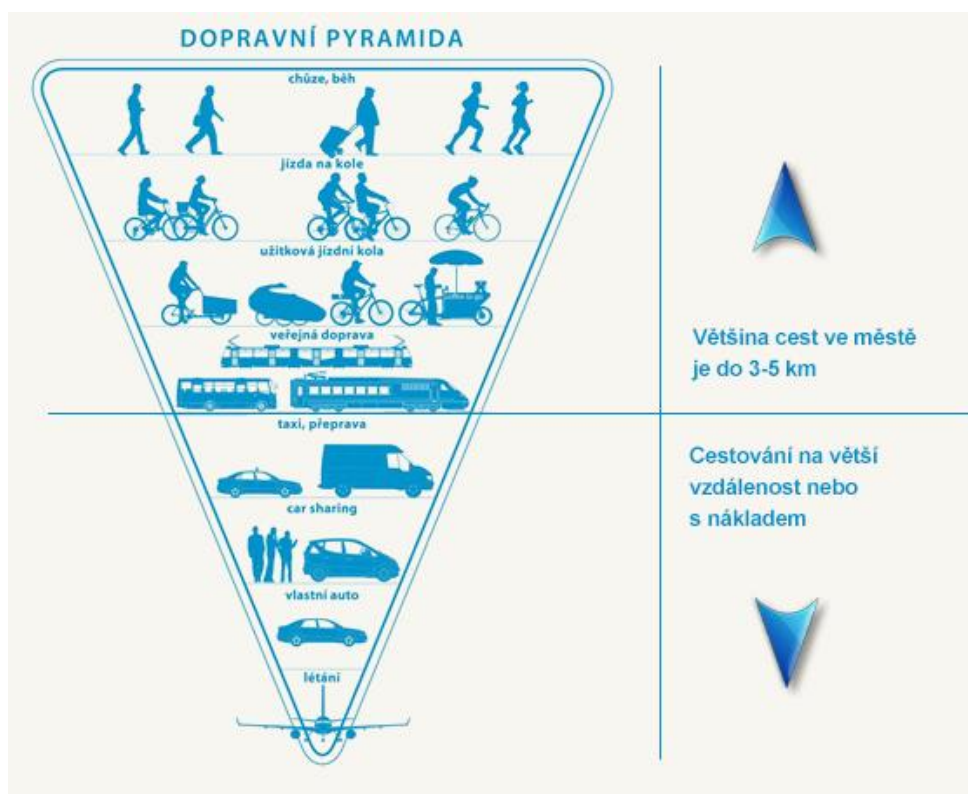 DOPRAVNÍ PYRAMIDA
chůze, běh
jízda na kole
užitková jízdní kola
veřejná doprava
taxi, přeprava
car sharing
vlastní auto
létání
Většina cest ve městě
je do 3-5 km
Cestování na větší
vzdálenost nebo
s nákladem